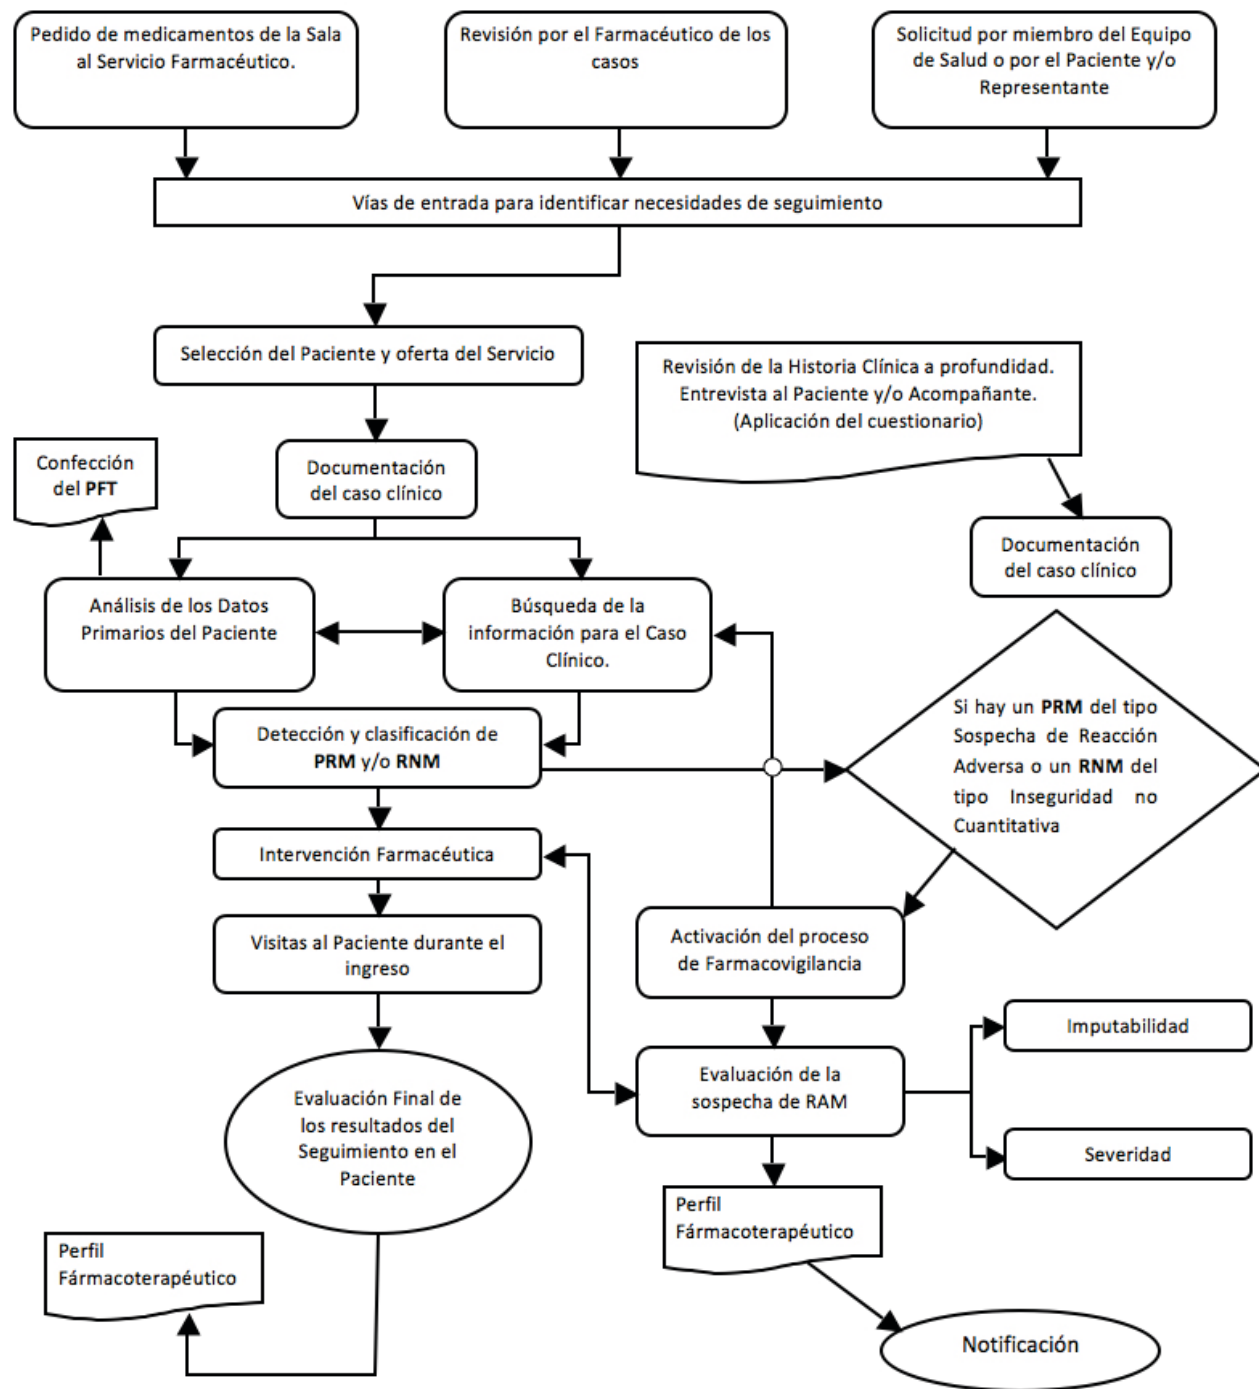 Pedido de medicamentos de la Sala
al Servicio Farmacéutico.
Revisión por el Farmacéutico de los
casos
Solicitud por miembro del Equipo
de Salud o por el Paciente y/o
Representante
Vías de entrada para identificar necesidades de seguimiento
Selección del Paciente y oferta del Servicio
Revisión de la Historia Clínica a profundidad.
Entrevista al Paciente y/o Acompañante.
(Aplicación del cuestionario)
Confección
del PFT
Documentación
del caso clínico
Documentación
del caso clínico
Análisis de los Datos
Primarios del Paciente
Búsqueda de la
información para el Caso
Clínico.
Detección y clasificación de
PRM y/o RNM
Si hay un PRM del tipo
Sospecha de Reacción
Adversa o un RNM del
tipo Inseguridad no
Cuantitativa
Intervención Farmacéutica
Visitas al Paciente durante el
ingreso
Activación del proceso
de Farmacovigilancia
Imputabilidad
Evaluación de la
sospecha de RAM
Severidad
Evaluación Final de
los resultados del
Seguimiento en el
Paciente
Perfil
Fármacoterapéutico
Perfil
Fármacoterapéutico
Notificación